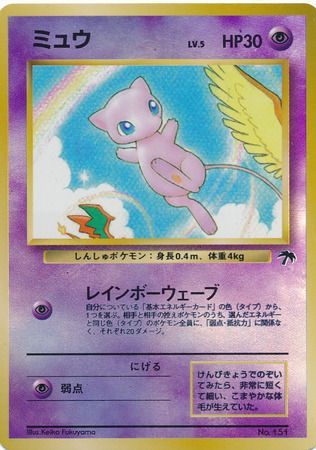 ミュウ LV.5 HP30
しんしゅポケモン：身長0.4m、体重4kg
レインボーウェーブ
自分についている「基本エネルギーカード」の色（タイプ）から、
1つを選ぶ。相手と相手の控えポケモンのうち、選んだエネルギー
と同じ色（タイプ）のポケモン全員に、「弱点・抵抗力」に関係な
く、それぞれ20ダメージ。
にげる
弱点
けんびきょうでのぞいて
みたら、非常に短くて
細い、こまやかな体
毛が生えていた。
Illus.Keiko Fukuyama
No.151